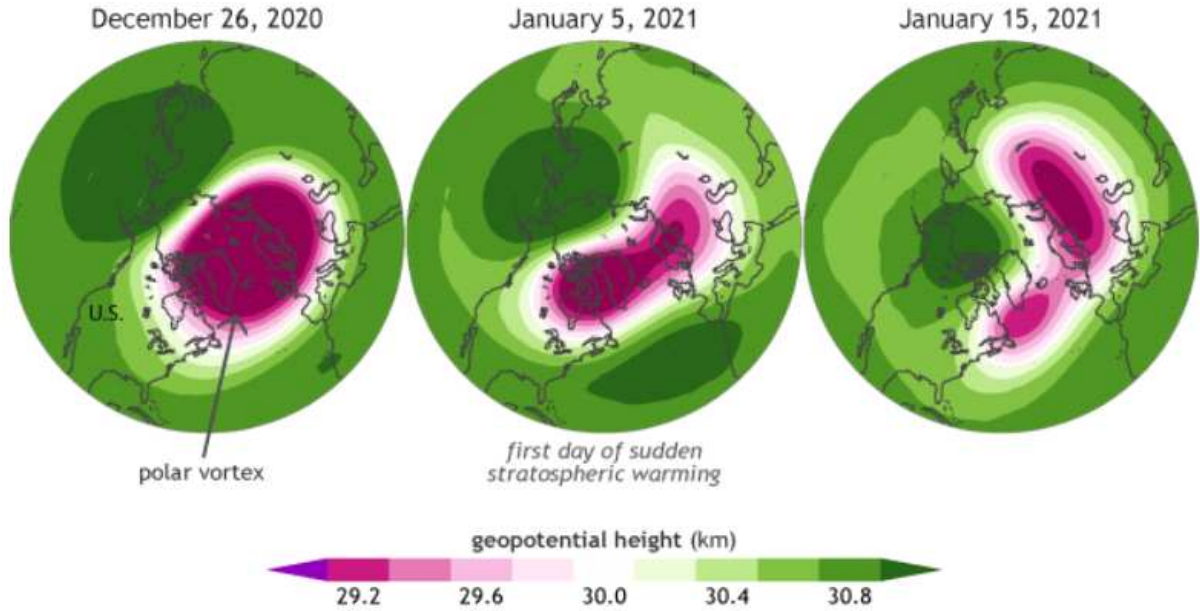 December 26, 2020
January 5, 2021
January 15, 2021
U.S.
polar vortex
first day of sudden
stratospheric warming
geopotential height (km)
29.2 29.6 30.0 30.4 30.8